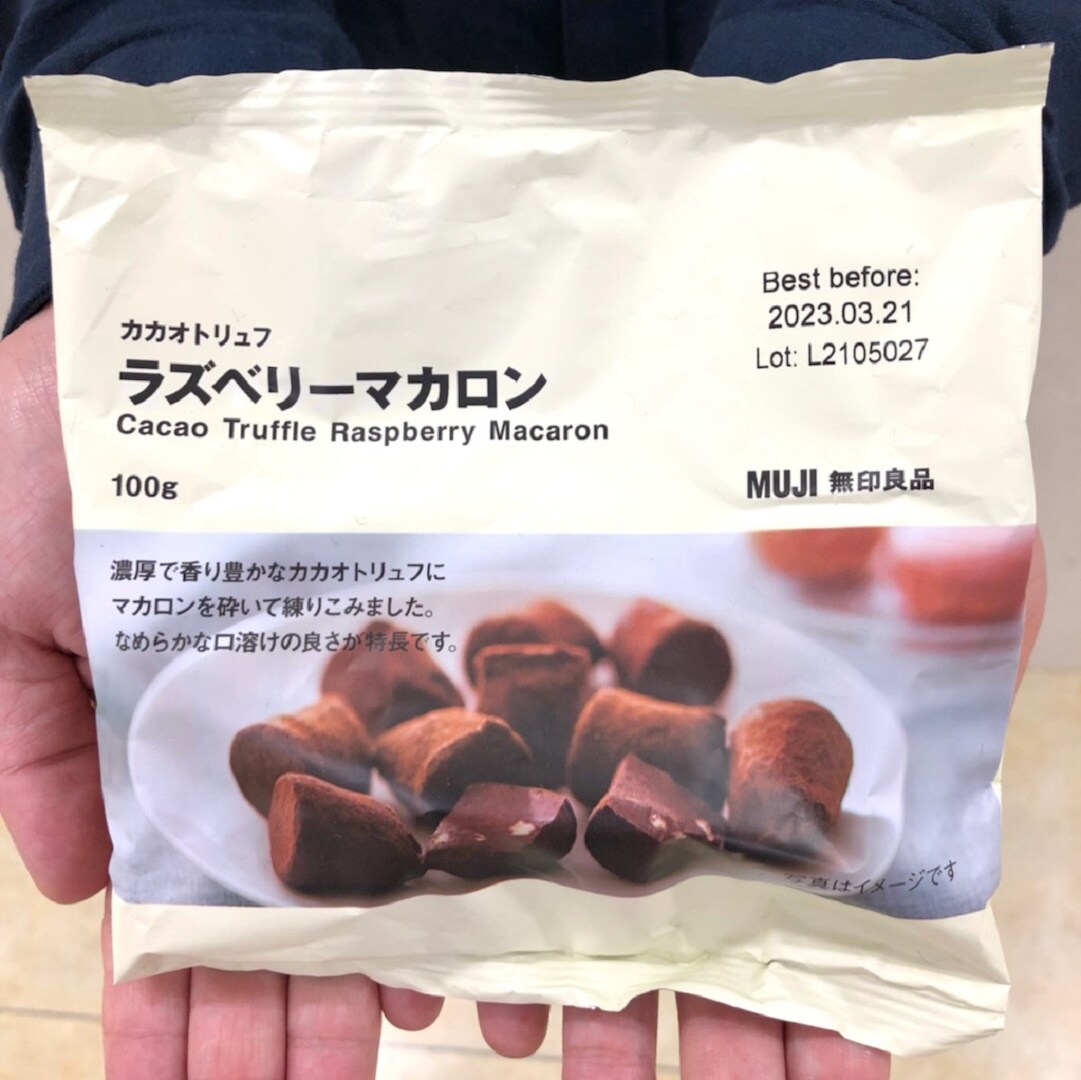 カカオトリュフ
ラズベリーマカロン
Cacao Truffle Raspberry Macaron
100g
Best before:
2023.03.21
Lot: L2105027
MUJI 無印良品
濃厚で香り豊かなカカオトリュフに
マカロンを砕いて練りこみました。
なめらかな口溶けの良さが特長です。
写真はイメージです